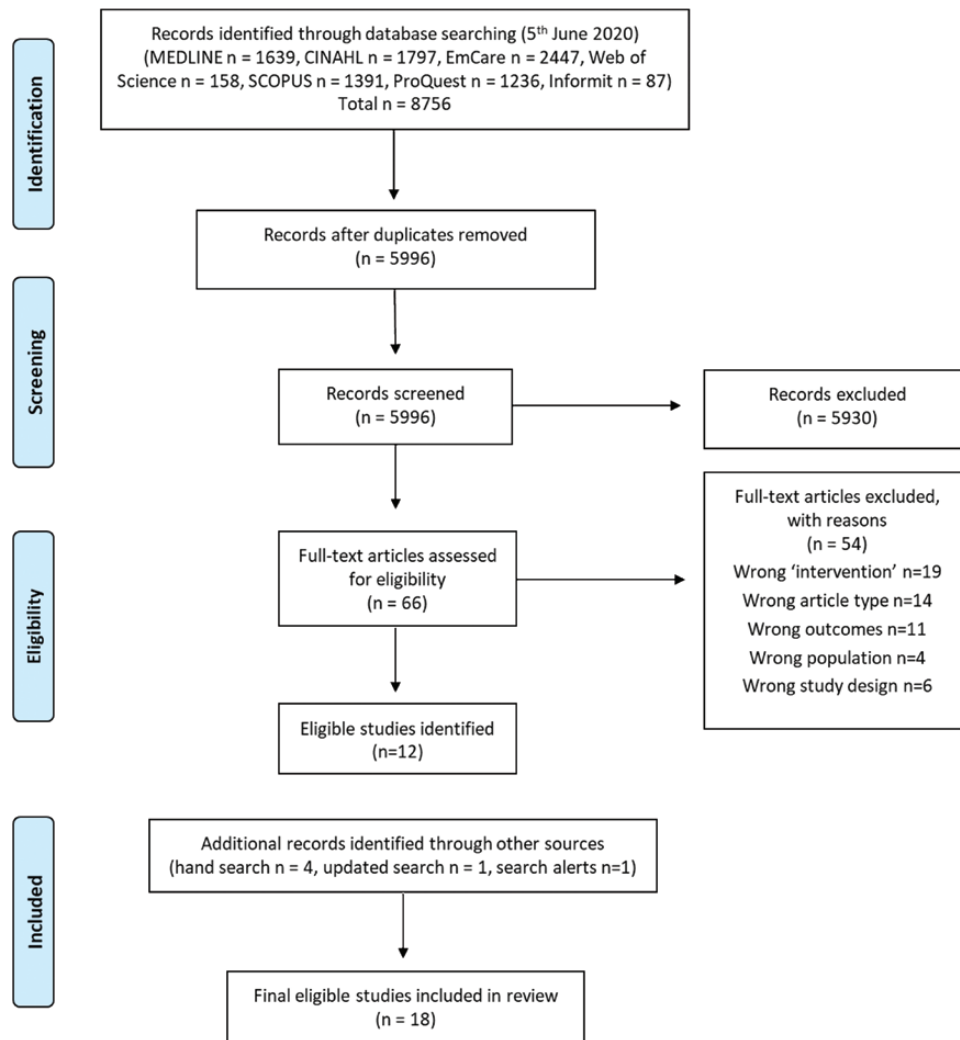 Identification
Records identified through database searching (5th June 2020)
(MEDLINE n = 1639, CINAHL n = 1797, EmCare n = 2447, Web of
Science n = 158, SCOPUS n = 1391, ProQuest n = 1236, Informit n = 87)
Total n = 8756
Records after duplicates removed
(n = 5996)
Screening
Records screened
(n = 5996)
Records excluded
(n = 5930)
Eligibility
Full-text articles assessed
for eligibility
(n = 66)
Full-text articles excluded,
with reasons
(n = 54)
Wrong ‘intervention’ n=19
Wrong article type n=14
Wrong outcomes n=11
Wrong population n=4
Wrong study design n=6
Eligible studies identified
(n=12)
Included
Additional records identified through other sources
(hand search n = 4, updated search n = 1, search alerts n=1)
Final eligible studies included in review
(n = 18)